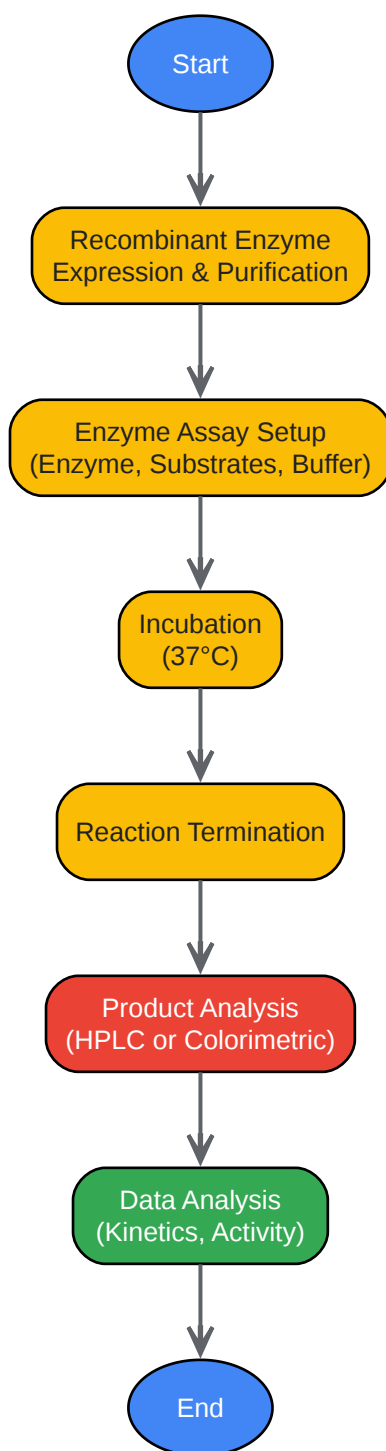 Start
Recombinant Enzyme
Expression & Purification
Enzyme Assay Setup
(Enzyme, Substrates, Buffer)
Incubation
(37°C)
Reaction Termination
Product Analysis
(HPLC or Colorimetric)
Data Analysis
(Kinetics, Activity)
End